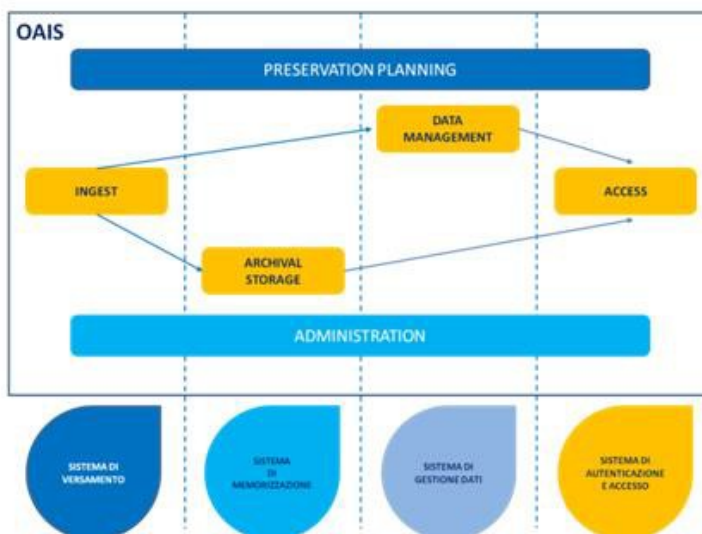 OAIS
PRESERVATION PLANNING
DATA
MANAGEMENT
INGEST
ACCESS
ARCHIVAL
STORAGE
ADMINISTRATION
SISTEMA DI
VERSAMENTO
SISTEMA
DI
MEMORIZZAZIONE
SISTEMA DI
GESTIONE DATI
SISTEMA DI
AUTENTICAZIONE
E ACCESSO